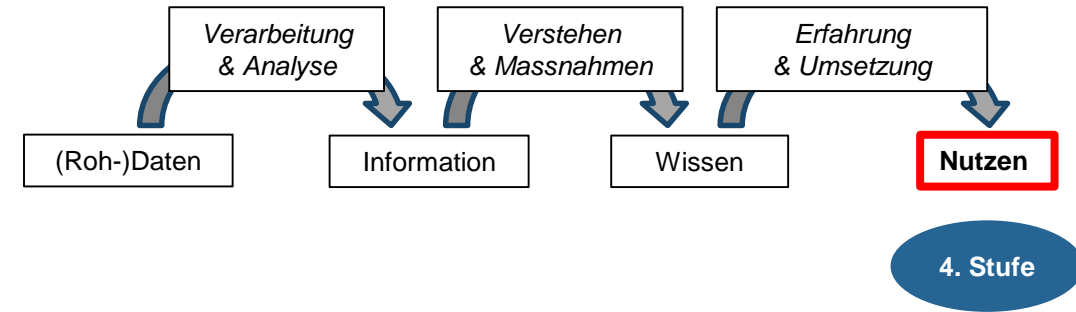 Verarbeitung
& Analyse
Verstehen
& Massnahmen
Erfahrung
& Umsetzung
(Roh-)Daten
Information
Wissen
Nutzen
4. Stufe